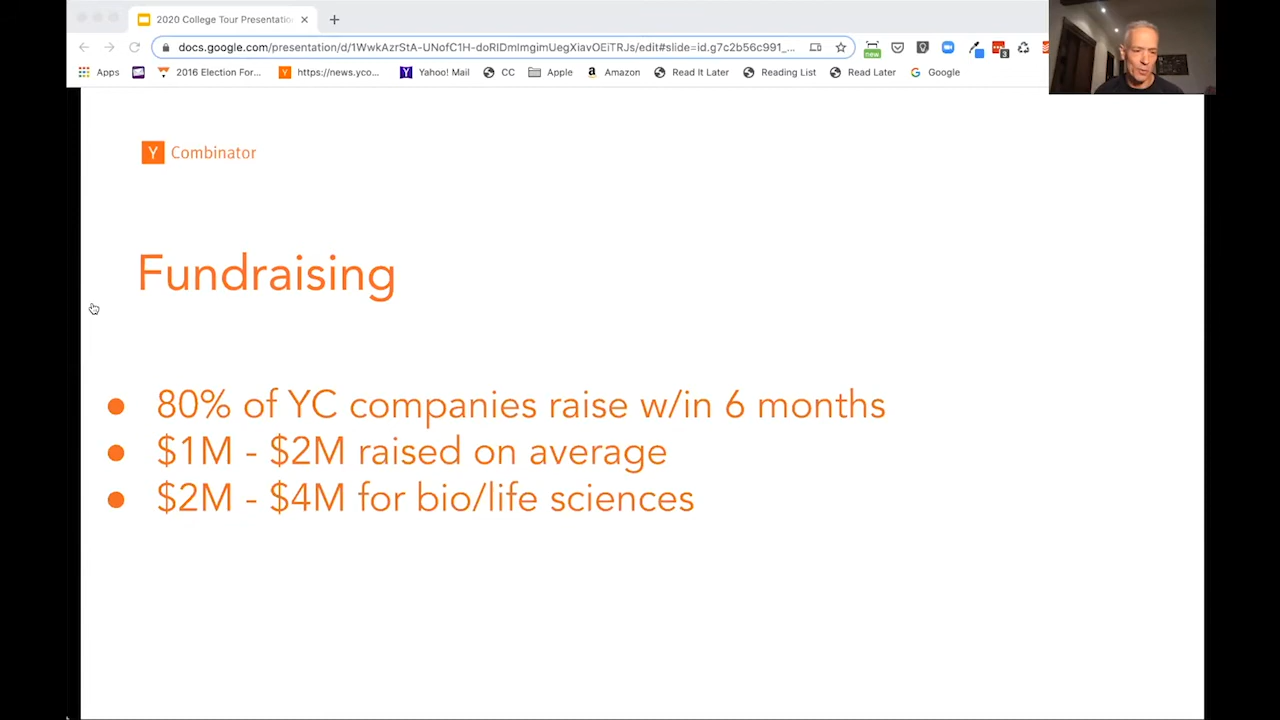 2020 College Tour Presentatio
docs.google.com/presentation/d/1WwkAzrStA-UNofC1H-doRIDmImgimUegXiavOEiTRJs/edit#slide=id.g7c2b56c991_...
new
3
Apps
2016 Election For...
https://news.yco...
Yahoo! Mail
CC
Apple
Amazon
Read It Later
Reading List
Read Later
Google
Y Combinator
Fundraising
● 80% of YC companies raise w/in 6 months
● $1M - $2M raised on average
● $2M - $4M for bio/life sciences